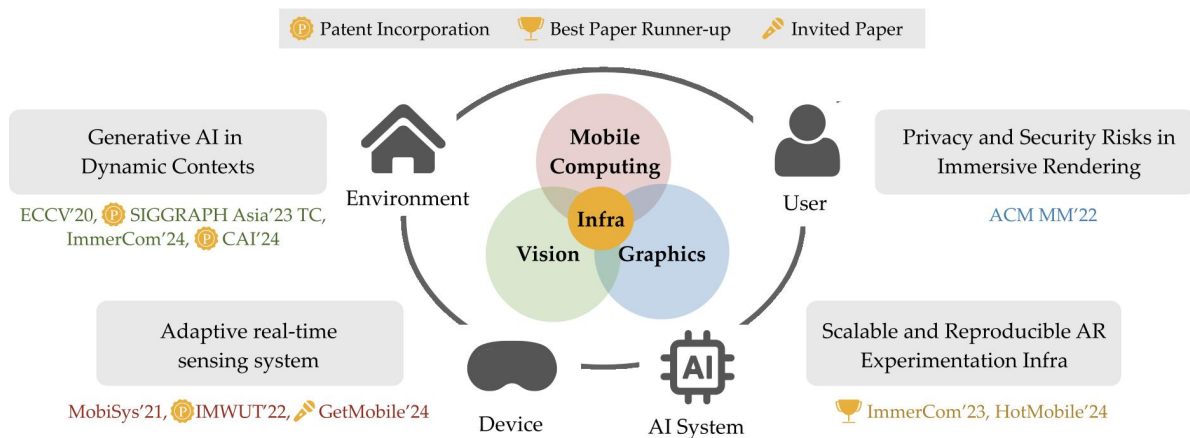 Patent Incorporation Best Paper Runner-up Invited Paper
Generative AI in
Dynamic Contexts
ECCV'20, P SIGGRAPH Asia'23 TC,
ImmerCom'24, P CAI'24
Environment
Mobile
Computing
Infra
Vision
Graphics
User
Privacy and Security Risks in
Immersive Rendering
ACM MM'22
Adaptive real-time
sensing system
MobiSys'21, P IMWUT'22, GetMobile'24
Device
AI
AI System
Scalable and Reproducible AR
Experimentation Infra
ImmerCom'23, HotMobile'24